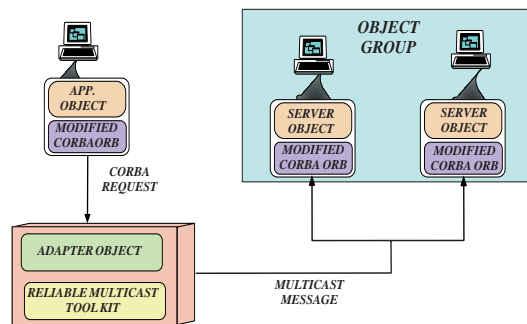 OBJECT
GROUP
APP.
OBJECT
MODIFIED
CORBAORB
SERVER
OBJECT
MODIFIED
CORBA ORB
SERVER
OBJECT
MODIFIED
CORBA ORB
CORBA
REQUEST
ADAPTER OBJECT
RELIABLE MULTICAST
TOOL KIT
MULTICAST
MESSAGE